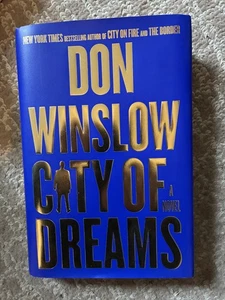 NEW YORK TIMES BESTSELLING AUTHOR OF CITY ON FIRE AND THE BORDER
DON
WINSLOW
CITY OF
A NOVEL
DREAMS